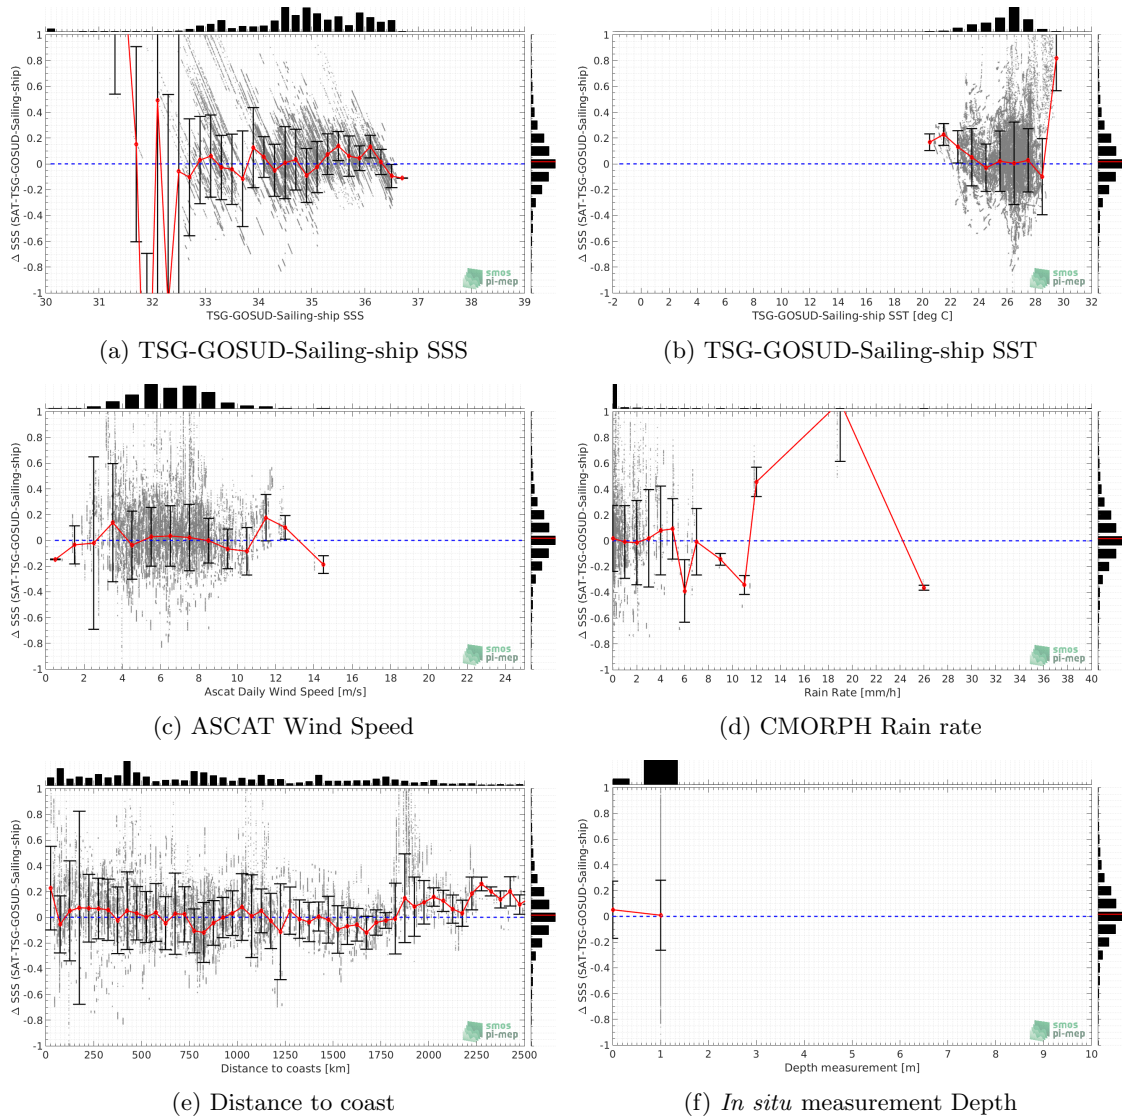 Δ SSS (SAT-TSG-GOSUD-Sailing-ship)
1
0.8
0.6
0.4
0.2
0
-0.2
-0.4
-0.6
-0.8
-1
30 31 32 33 34 35 36 37 38 39
TSG-GOSUD-Sailing-ship SSS
smos
pi-mep
(a) TSG-GOSUD-Sailing-ship SSS
Δ SSS (SAT-TSG-GOSUD-Sailing-ship)
1
0.8
0.6
0.4
0.2
0
-0.2
-0.4
-0.6
-0.8
-1
-2 0 2 4 6 8 10 12 14 16 18 20 22 24 26 28 30 32
TSG-GOSUD-Sailing-ship SST [deg C]
smos
pi-mep
(b) TSG-GOSUD-Sailing-ship SST
Δ SSS (SAT-TSG-GOSUD-Sailing-ship)
1
0.8
0.6
0.4
0.2
0
-0.2
-0.4
-0.6
-0.8
-1
0 2 4 6 8 10 12 14 16 18 20 22 24
Ascat Daily Wind Speed [m/s]
smos
pi-mep
(c) ASCAT Wind Speed
Δ SSS (SAT-TSG-GOSUD-Sailing-ship)
1
0.8
0.6
0.4
0.2
0
-0.2
-0.4
-0.6
-0.8
-1
0 2 4 6 8 10 12 14 16 18 20 22 24 26 28 30 32 34 36 38 40
Rain Rate [mm/h]
smos
pi-mep
(d) CMORPH Rain rate
Δ SSS (SAT-TSG-GOSUD-Sailing-ship)
1
0.8
0.6
0.4
0.2
0
-0.2
-0.4
-0.6
-0.8
-1
0 250 500 750 1000 1250 1500 1750 2000 2250 2500
Distance to coasts [km]
smos
pi-mep
(e) Distance to coast
Δ SSS (SAT-TSG-GOSUD-Sailing-ship)
1
0.8
0.6
0.4
0.2
0
-0.2
-0.4
-0.6
-0.8
-1
0 1 2 3 4 5 6 7 8 9 10
Depth measurement [m]
smos
pi-mep
(f) In situ measurement Depth